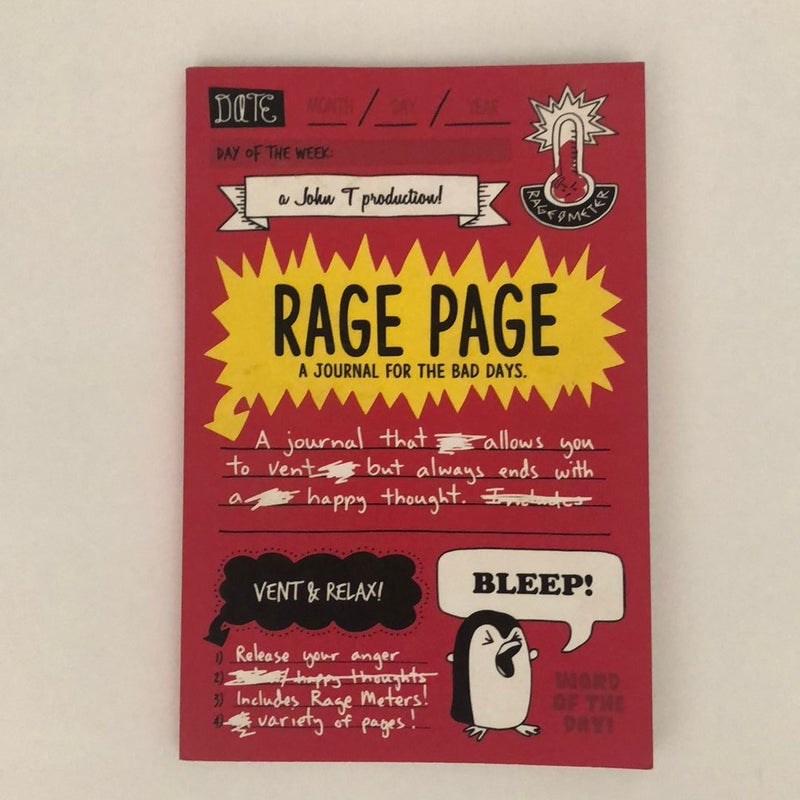 DATE MONTH / DAY / YEAR
DAY OF THE WEEK:
RAGE-O-METER
a John T production!
RAGE PAGE
A JOURNAL FOR THE BAD DAYS.
A journal that allows you
to vent but always ends with
a happy thought. Includes
VENT & RELAX!
BLEEP!
1) Release your anger
2) / happy thoughts
3) Includes Rage Meters!
4) variety of pages!
WORD
OF THE
DAY!